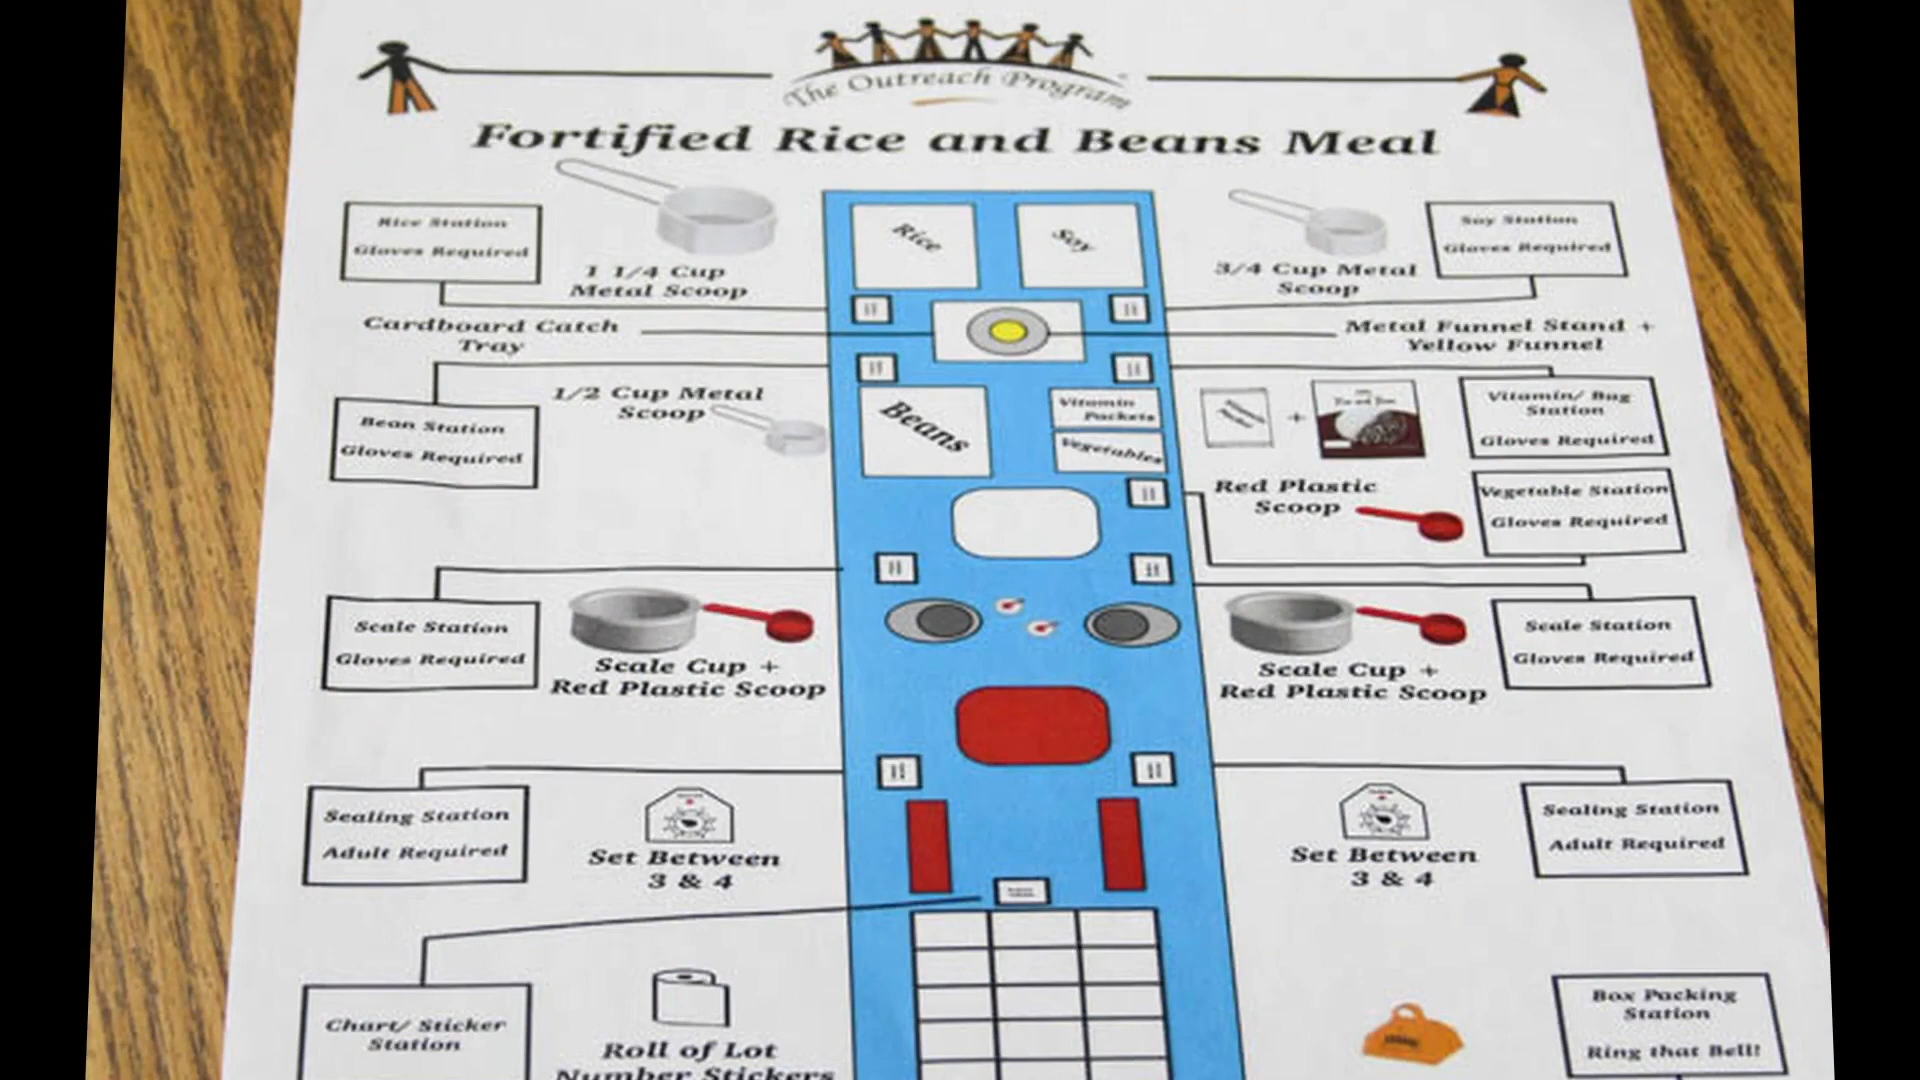 The Outreach Program
Fortified Rice and Beans Meal
Rice Station
Gloves Required
1 1/4 Cup
Metal Scoop
Rice
Soy
3/4 Cup Metal
Scoop
Soy Station
Gloves Required
Cardboard Catch
Tray
Metal Funnel Stand +
Yellow Funnel
Bean Station
Gloves Required
1/2 Cup Metal
Scoop
Beans
Vitamin
Packets
Vegetables
+
Vitamin/ Bag
Station
Gloves Required
Red Plastic
Scoop
Vegetable Station
Gloves Required
Scale Station
Gloves Required
Scale Cup +
Red Plastic Scoop
Scale Cup +
Red Plastic Scoop
Scale Station
Gloves Required
Sealing Station
Adult Required
Set Between
3 & 4
Set Between
3 & 4
Sealing Station
Adult Required
Chart/ Sticker
Station
Roll of Lot
Number Stickers
Box Packing
Station
Ring that Bell!